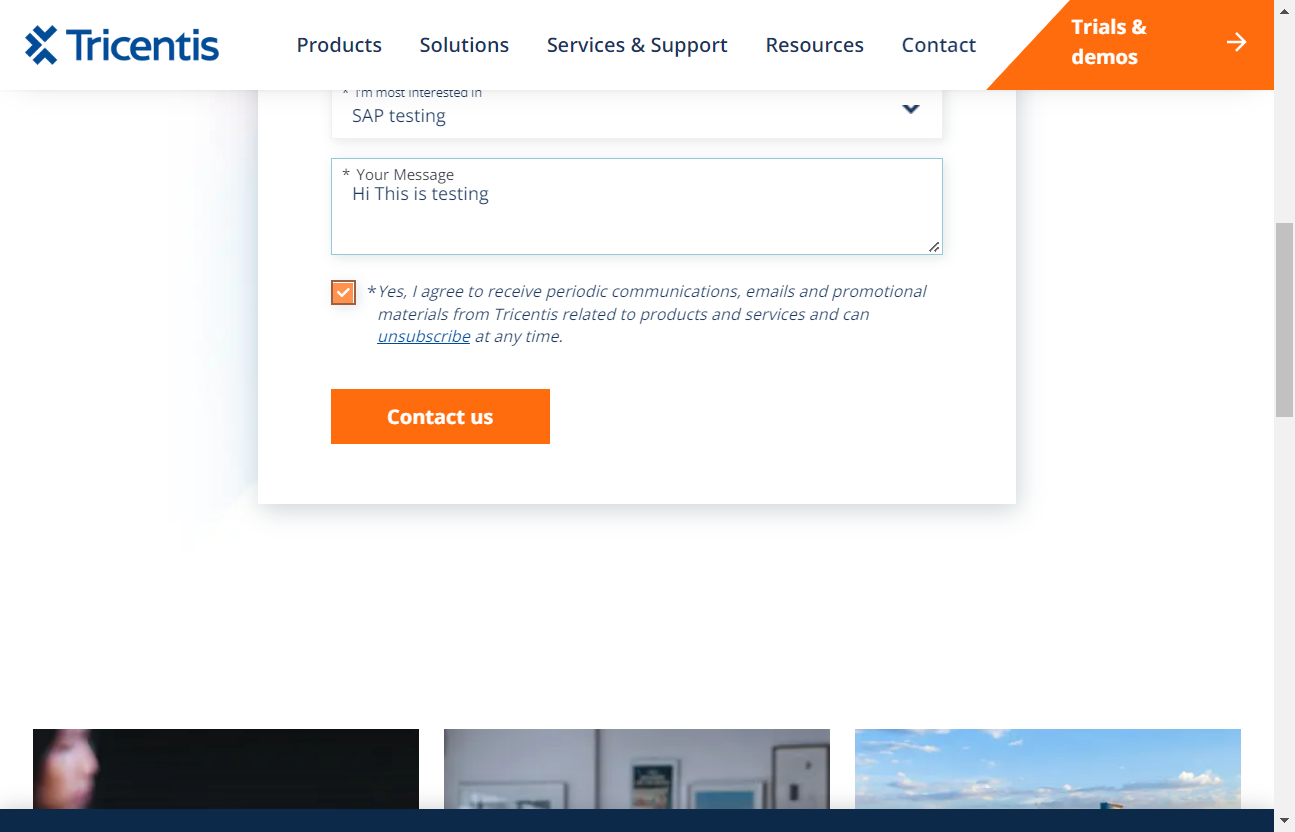 Tricentis
Products
Solutions
Services & Support
Resources
Contact
Trials &
demos
* I'm most interested in
SAP testing
* Your Message
Hi This is testing
*Yes, I agree to receive periodic communications, emails and promotional
materials from Tricentis related to products and services and can
unsubscribe at any time.
Contact us